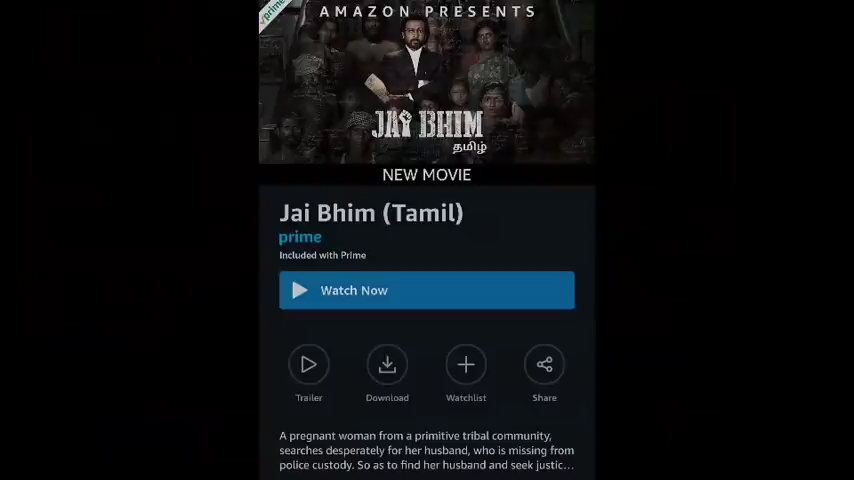 prime
AMAZON PRESENTS
JAI BHIM
தமிழ்
NEW MOVIE
Jai Bhim (Tamil)
prime
Included with Prime
Watch Now
Trailer Download Watchlist Share
A pregnant woman from a primitive tribal community,
searches desperately for her husband, who is missing from
police custody. So as to find her husband and seek justic...